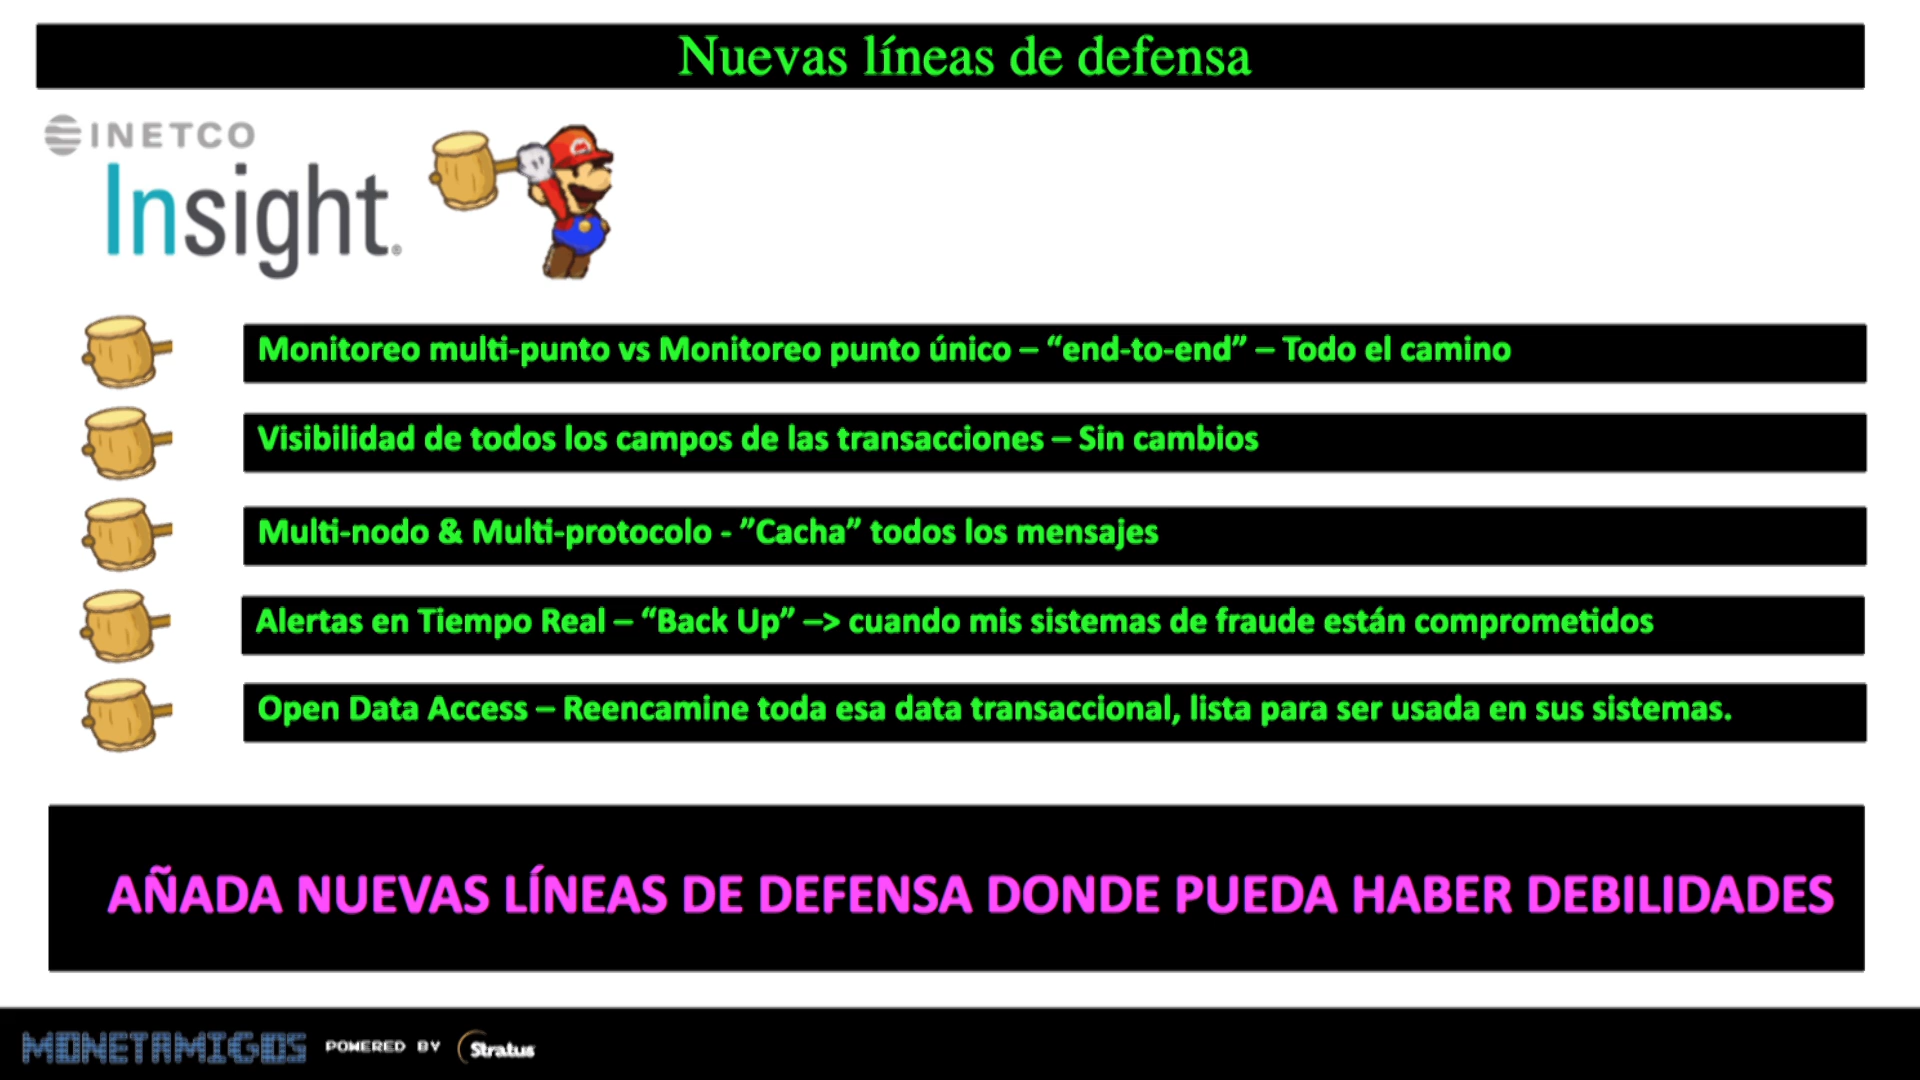 Nuevas líneas de defensa
INETCO
Insight®
Monitoreo multi-punto vs Monitoreo punto único – “end-to-end” – Todo el camino
Visibilidad de todos los campos de las transacciones – Sin cambios
Multi-nodo & Multi-protocolo - ”Cacha” todos los mensajes
Alertas en Tiempo Real – “Back Up” –> cuando mis sistemas de fraude están comprometidos
Open Data Access – Reencamine toda esa data transaccional, lista para ser usada en sus sistemas.
AÑADA NUEVAS LÍNEAS DE DEFENSA DONDE PUEDA HABER DEBILIDADES
MONETAMIGOS POWERED BY Stratus